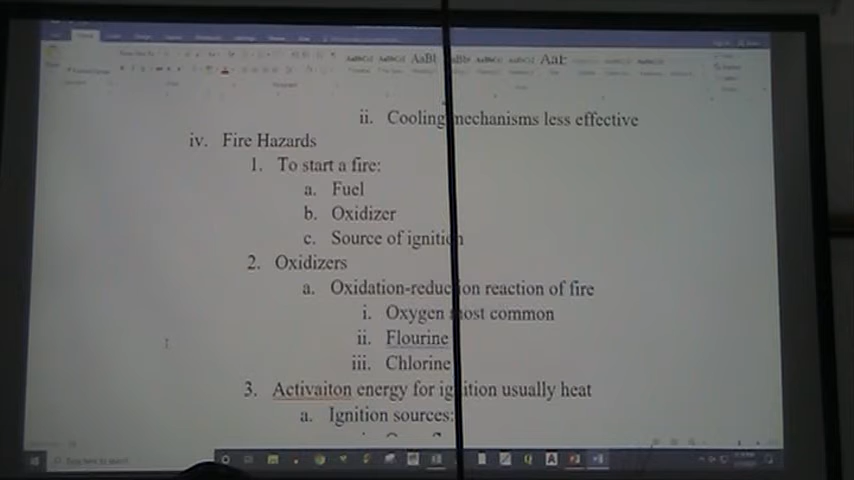 ii. Cooling mechanisms less effective
iv. Fire Hazards
1. To start a fire:
a. Fuel
b. Oxidizer
c. Source of ignition
2. Oxidizers
a. Oxidation-reduction reaction of fire
i. Oxygen most common
ii. Flourine
iii. Chlorine
3. Activaiton energy for ignition usually heat
a. Ignition sources: